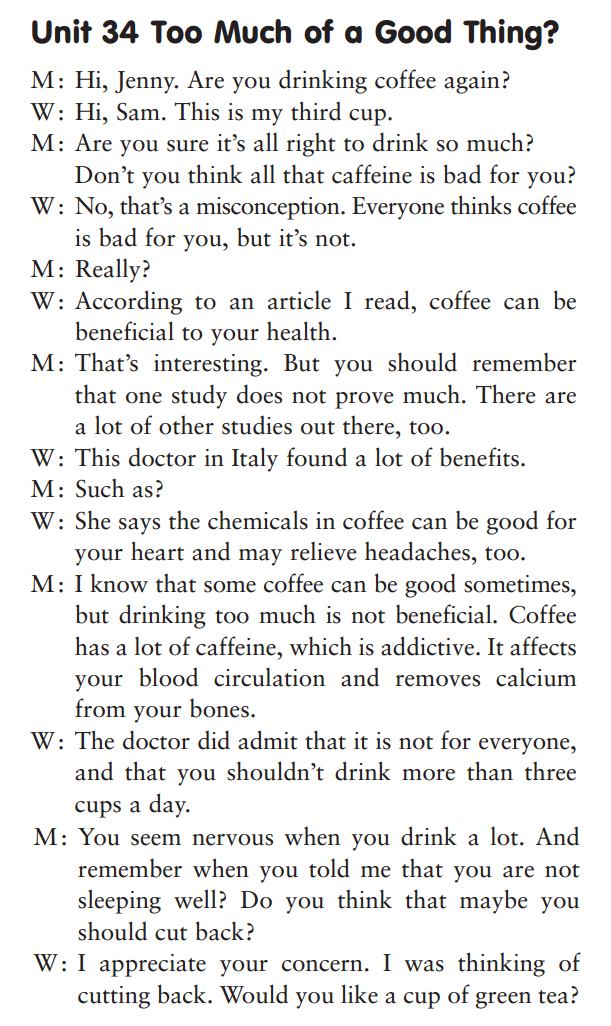 Unit 34 Too Much of a Good Thing?
M: Hi, Jenny. Are you drinking coffee again?
W: Hi, Sam. This is my third cup.
M: Are you sure it's all right to drink so much?
Don't you think all that caffeine is bad for you?
W: No, that's a misconception. Everyone thinks coffee
is bad for you, but it's not.
M: Really?
W: According to an article I read, coffee can be
beneficial to your health.
M: That's interesting. But you should remember
that one study does not prove much. There are
a lot of other studies out there, too.
W: This doctor in Italy found a lot of benefits.
M: Such as?
W: She says the chemicals in coffee can be good for
your heart and may relieve headaches, too.
M: I know that some coffee can be good sometimes,
but drinking too much is not beneficial. Coffee
has a lot of caffeine, which is addictive. It affects
your blood circulation and removes calcium
from your bones.
W: The doctor did admit that it is not for everyone,
and that you shouldn't drink more than three
cups a day.
M: You seem nervous when you drink a lot. And
remember when you told me that you are not
sleeping well? Do you think that maybe you
should cut back?
W: I appreciate your concern. I was thinking of
cutting back. Would you like a cup of green tea?